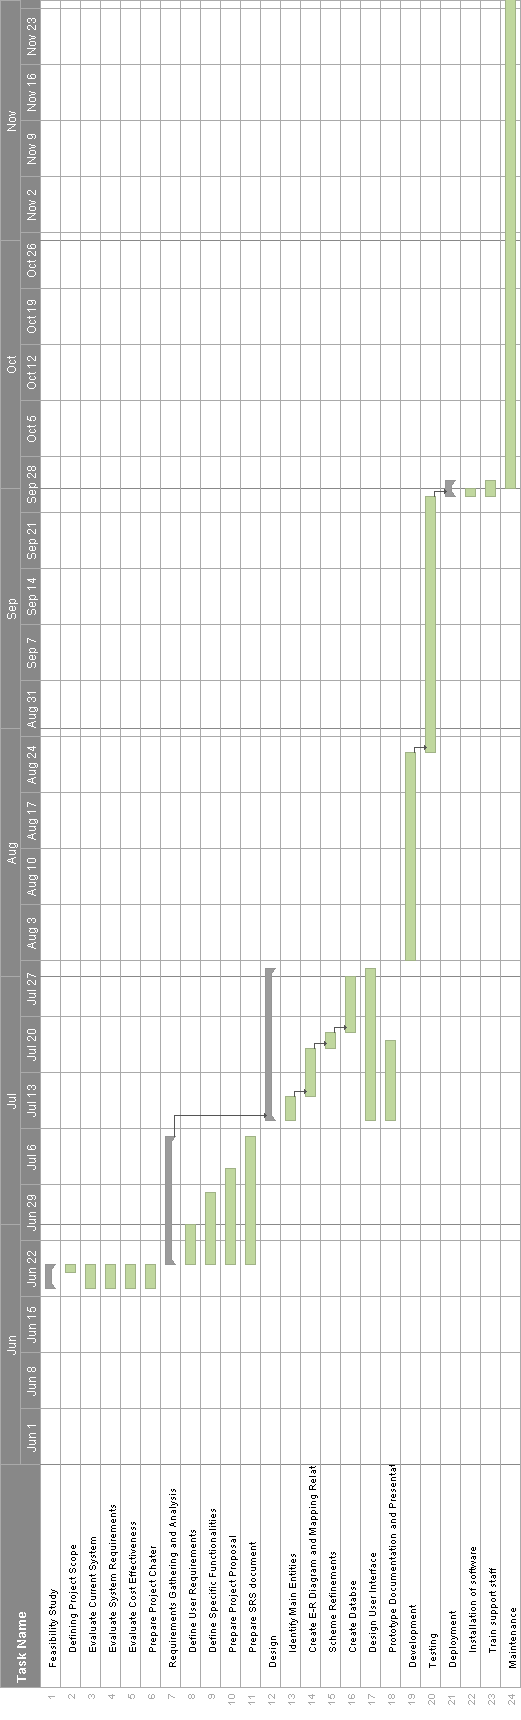 Task Name
Jun
Jul
Aug
Sep
Oct
Nov
Jun 1
Jun 8
Jun 15
Jun 22
Jun 29
Jul 6
Jul 13
Jul 20
Jul 27
Aug 3
Aug 10
Aug 17
Aug 24
Aug 31
Sep 7
Sep 14
Sep 21
Sep 28
Oct 5
Oct 12
Oct 19
Oct 26
Nov 2
Nov 9
Nov 16
Nov 23
1 Feasibility Study
2 Defining Project Scope
3 Evaluate Current System
4 Evaluate System Requirements
5 Evaluate Cost Effectiveness
6 Prepare Project Chater
7 Requirements Gathering and Analysis
8 Define User Requirements
9 Define Specific Functionalities
10 Prepare Project Proposal
11 Prepare SRS document
12 Design
13 Identify Main Entities
14 Create E-R Diagram and Mapping Relat
15 Scheme Refinements
16 Create Databse
17 Design User Interface
18 Prototype Documentation and Presentat
19 Development
20 Testing
21 Deployment
22 Installation of software
23 Train support staff
24 Maintenance